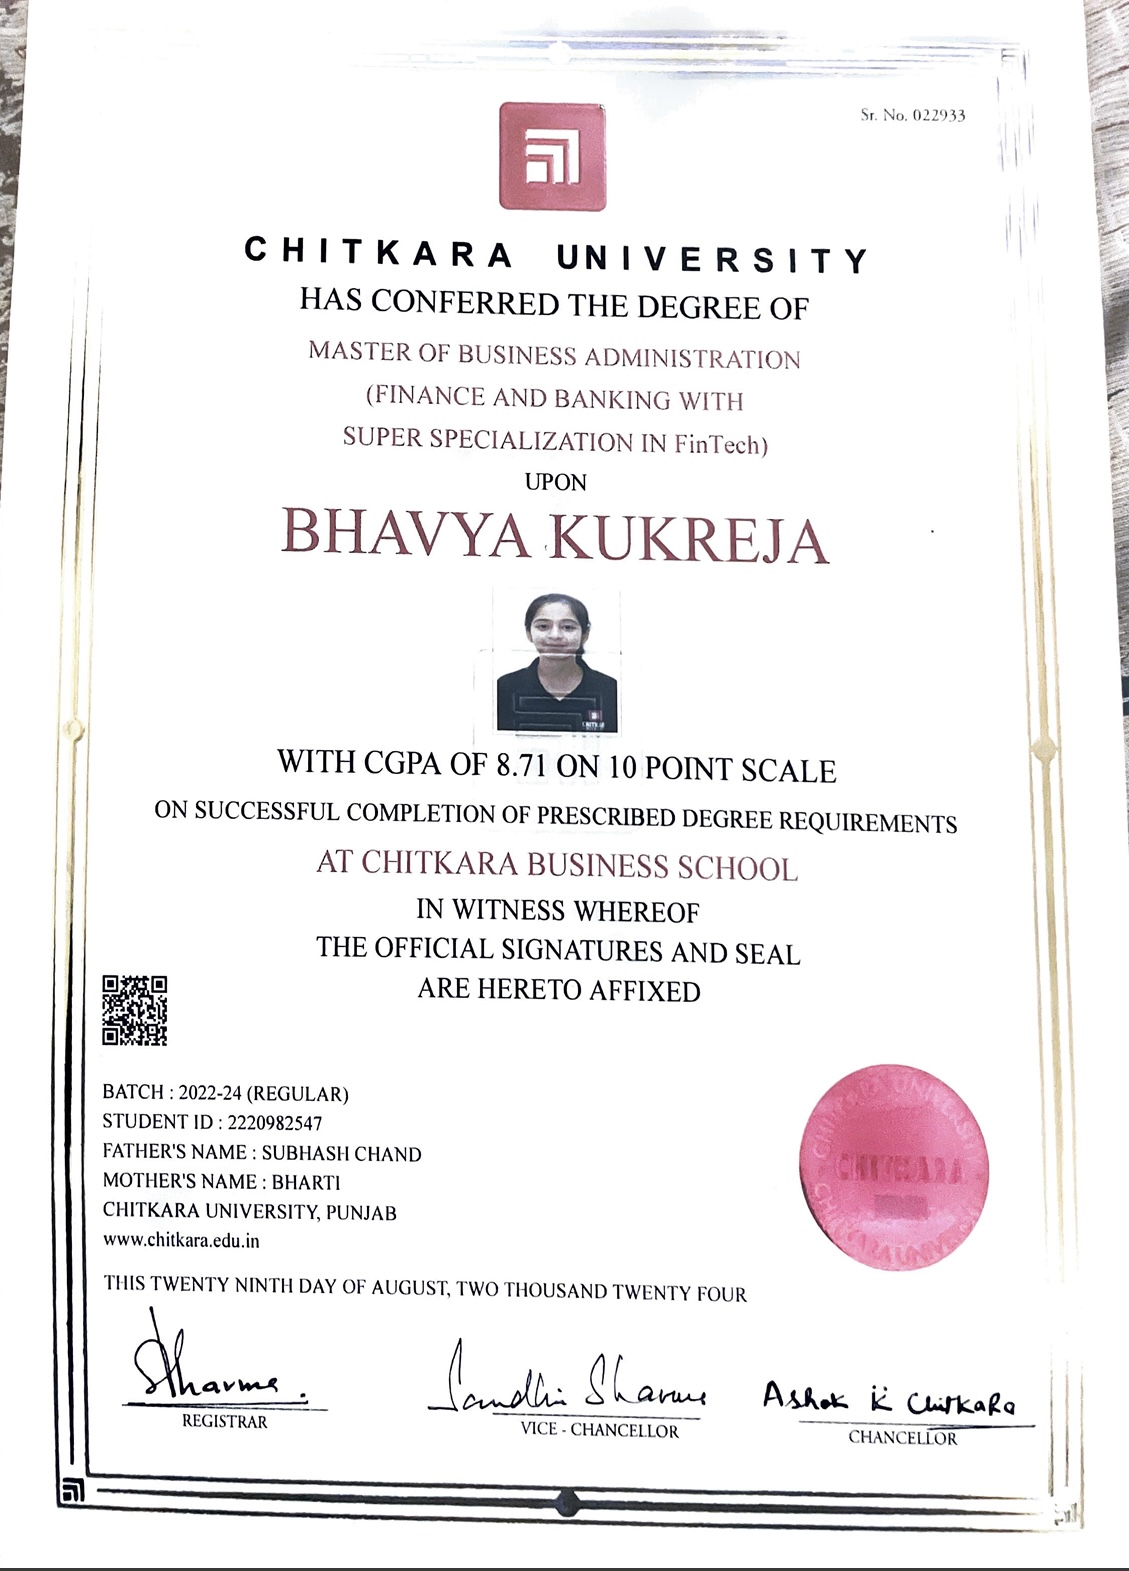 Sr. No. 022933
CHITKARA UNIVERSITY
HAS CONFERRED THE DEGREE OF
MASTER OF BUSINESS ADMINISTRATION
(FINANCE AND BANKING WITH
SUPER SPECIALIZATION IN FinTech)
UPON
BHAVYA KUKREJA
WITH CGPA OF 8.71 ON 10 POINT SCALE
ON SUCCESSFUL COMPLETION OF PRESCRIBED DEGREE REQUIREMENTS
AT CHITKARA BUSINESS SCHOOL
IN WITNESS WHEREOF
THE OFFICIAL SIGNATURES AND SEAL
ARE HERETO AFFIXED
BATCH : 2022-24 (REGULAR)
STUDENT ID : 2220982547
FATHER'S NAME : SUBHASH CHAND
MOTHER'S NAME : BHARTI
CHITKARA UNIVERSITY, PUNJAB
www.chitkara.edu.in
CHITKARA
THIS TWENTY NINTH DAY OF AUGUST, TWO THOUSAND TWENTY FOUR
Sharma
REGISTRAR
Sandhir Sharma
VICE - CHANCELLOR
Ashok K Chitkara
CHANCELLOR